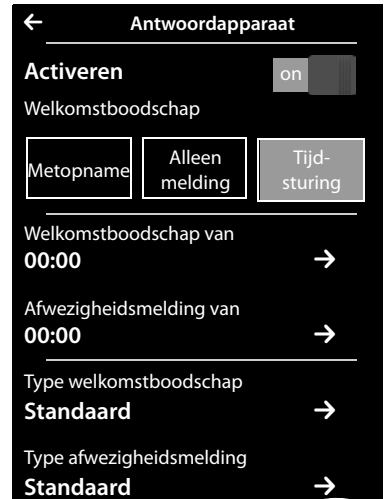 Antwoordapparaat
Activeren
on
Welkomstboodschap
Metopname
Alleen
melding
Tijd-
sturing
Welkomstboodschap van
00:00
Afwezigheidsmelding van
00:00
Type welkomstboodschap
Standaard
Type afwezigheidsmelding
Standaard